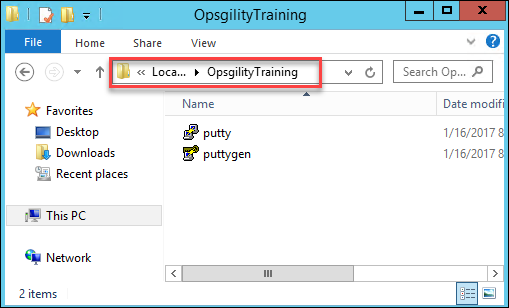 OpsgilityTraining
File Home Share View
« Loca... OpsgilityTraining Search Op...
Name Date modifi
Favorites
Desktop
Downloads
Recent places
This PC
Network
putty 1/16/2017 8
puttygen 1/16/2017 8
2 items